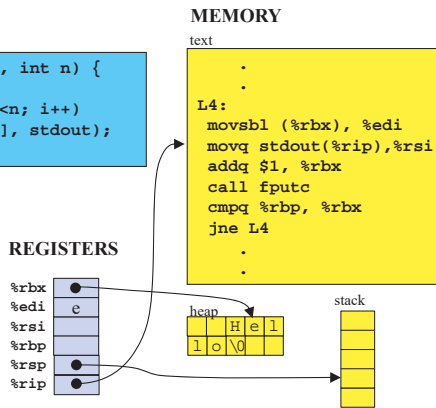 MEMORY
text
, int n) {
<n; i++)
], stdout);
.
.
L4:
movsbl (%rbx), %edi
movq stdout(%rip),%rsi
addq $1, %rbx
call fputc
cmpq %rbp, %rbx
jne L4
.
.
REGISTERS
%rbx
%edi e
%rsi
%rbp
%rsp
%rip
heap
H e l
l o \0
stack